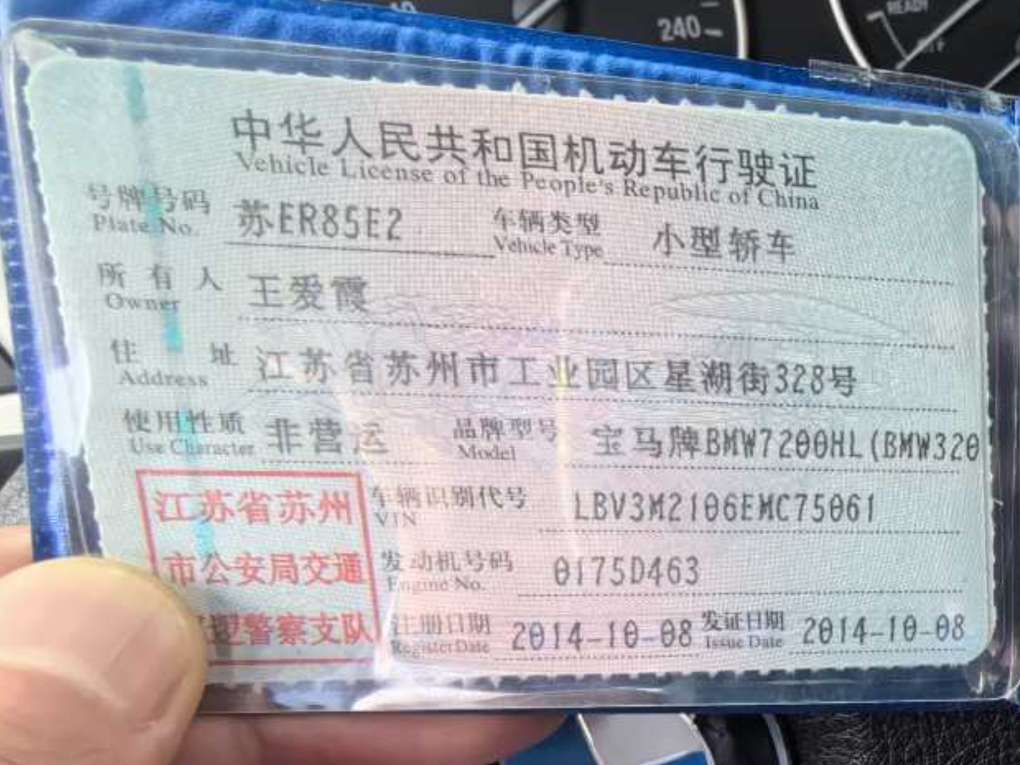 240
READY
OFF
中华人民共和国机动车行驶证
Vehicle License of the People's Republic of China
号牌号码 苏ER85E2 车辆类型 小型轿车
Plate No. Vehicle Type
所有人 王爱霞
Owner
住址 江苏省苏州市工业园区星湖街328号
Address
使用性质 非营运 品牌型号 宝马牌BMW7200HL(BMW320
Use Character Model
江苏省苏州 车辆识别代号 LBV3M2106EMC75061
VIN
市公安局交通 发动机号码 0175D463
Engine No.
理警察支队 注册日期 2014-10-08 发证日期 2014-10-08
Register Date Issue Date